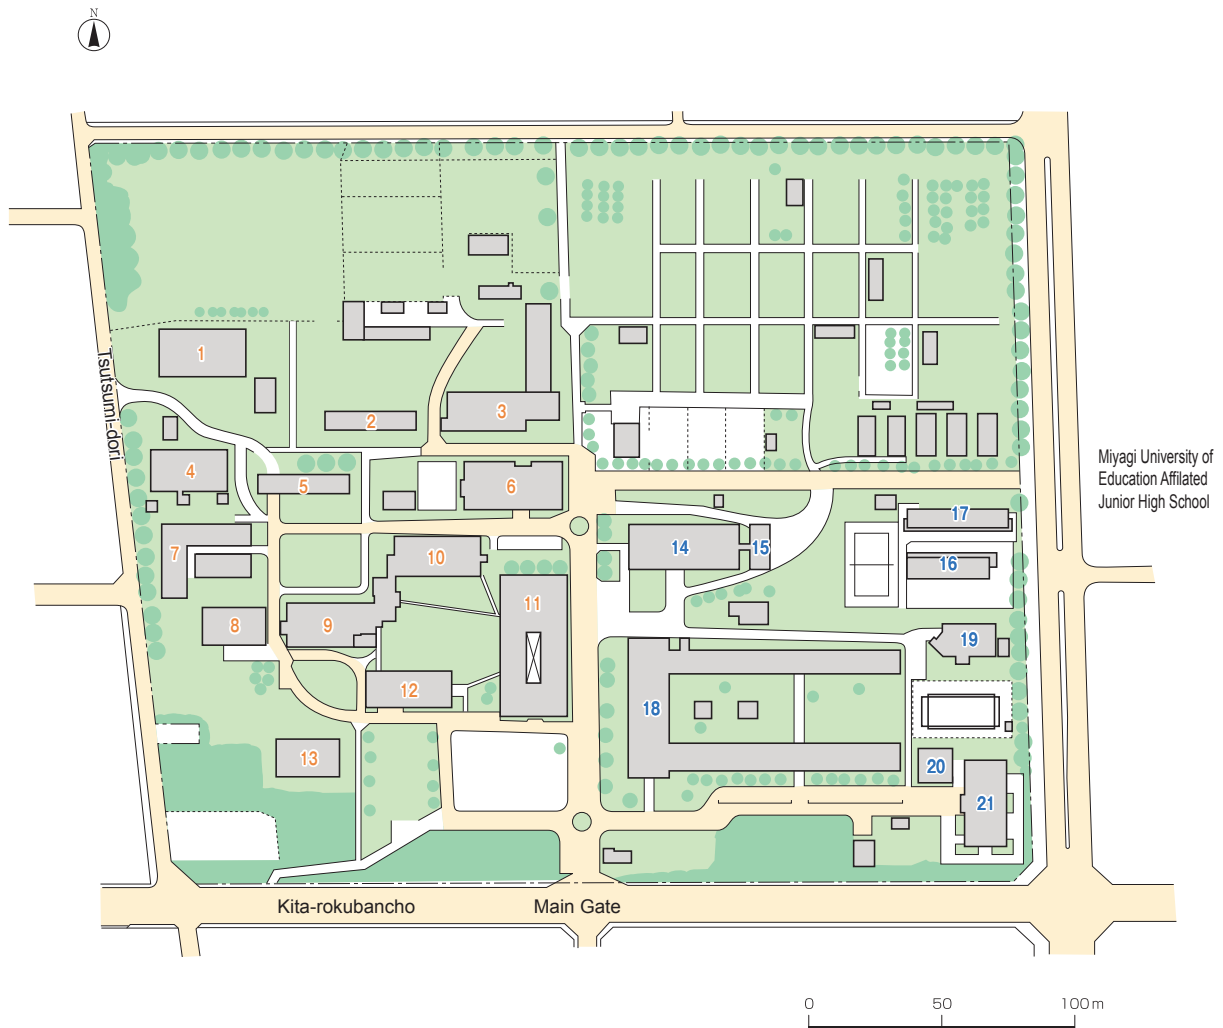 N
1
2
3
Tsutsumi-dori
4
5
6
Miyagi University of
Education Affilated
Junior High School
7
10
14
15
17
16
8
9
11
19
12
18
13
20
21
Kita-rokubancho
Main Gate
0 50 100m